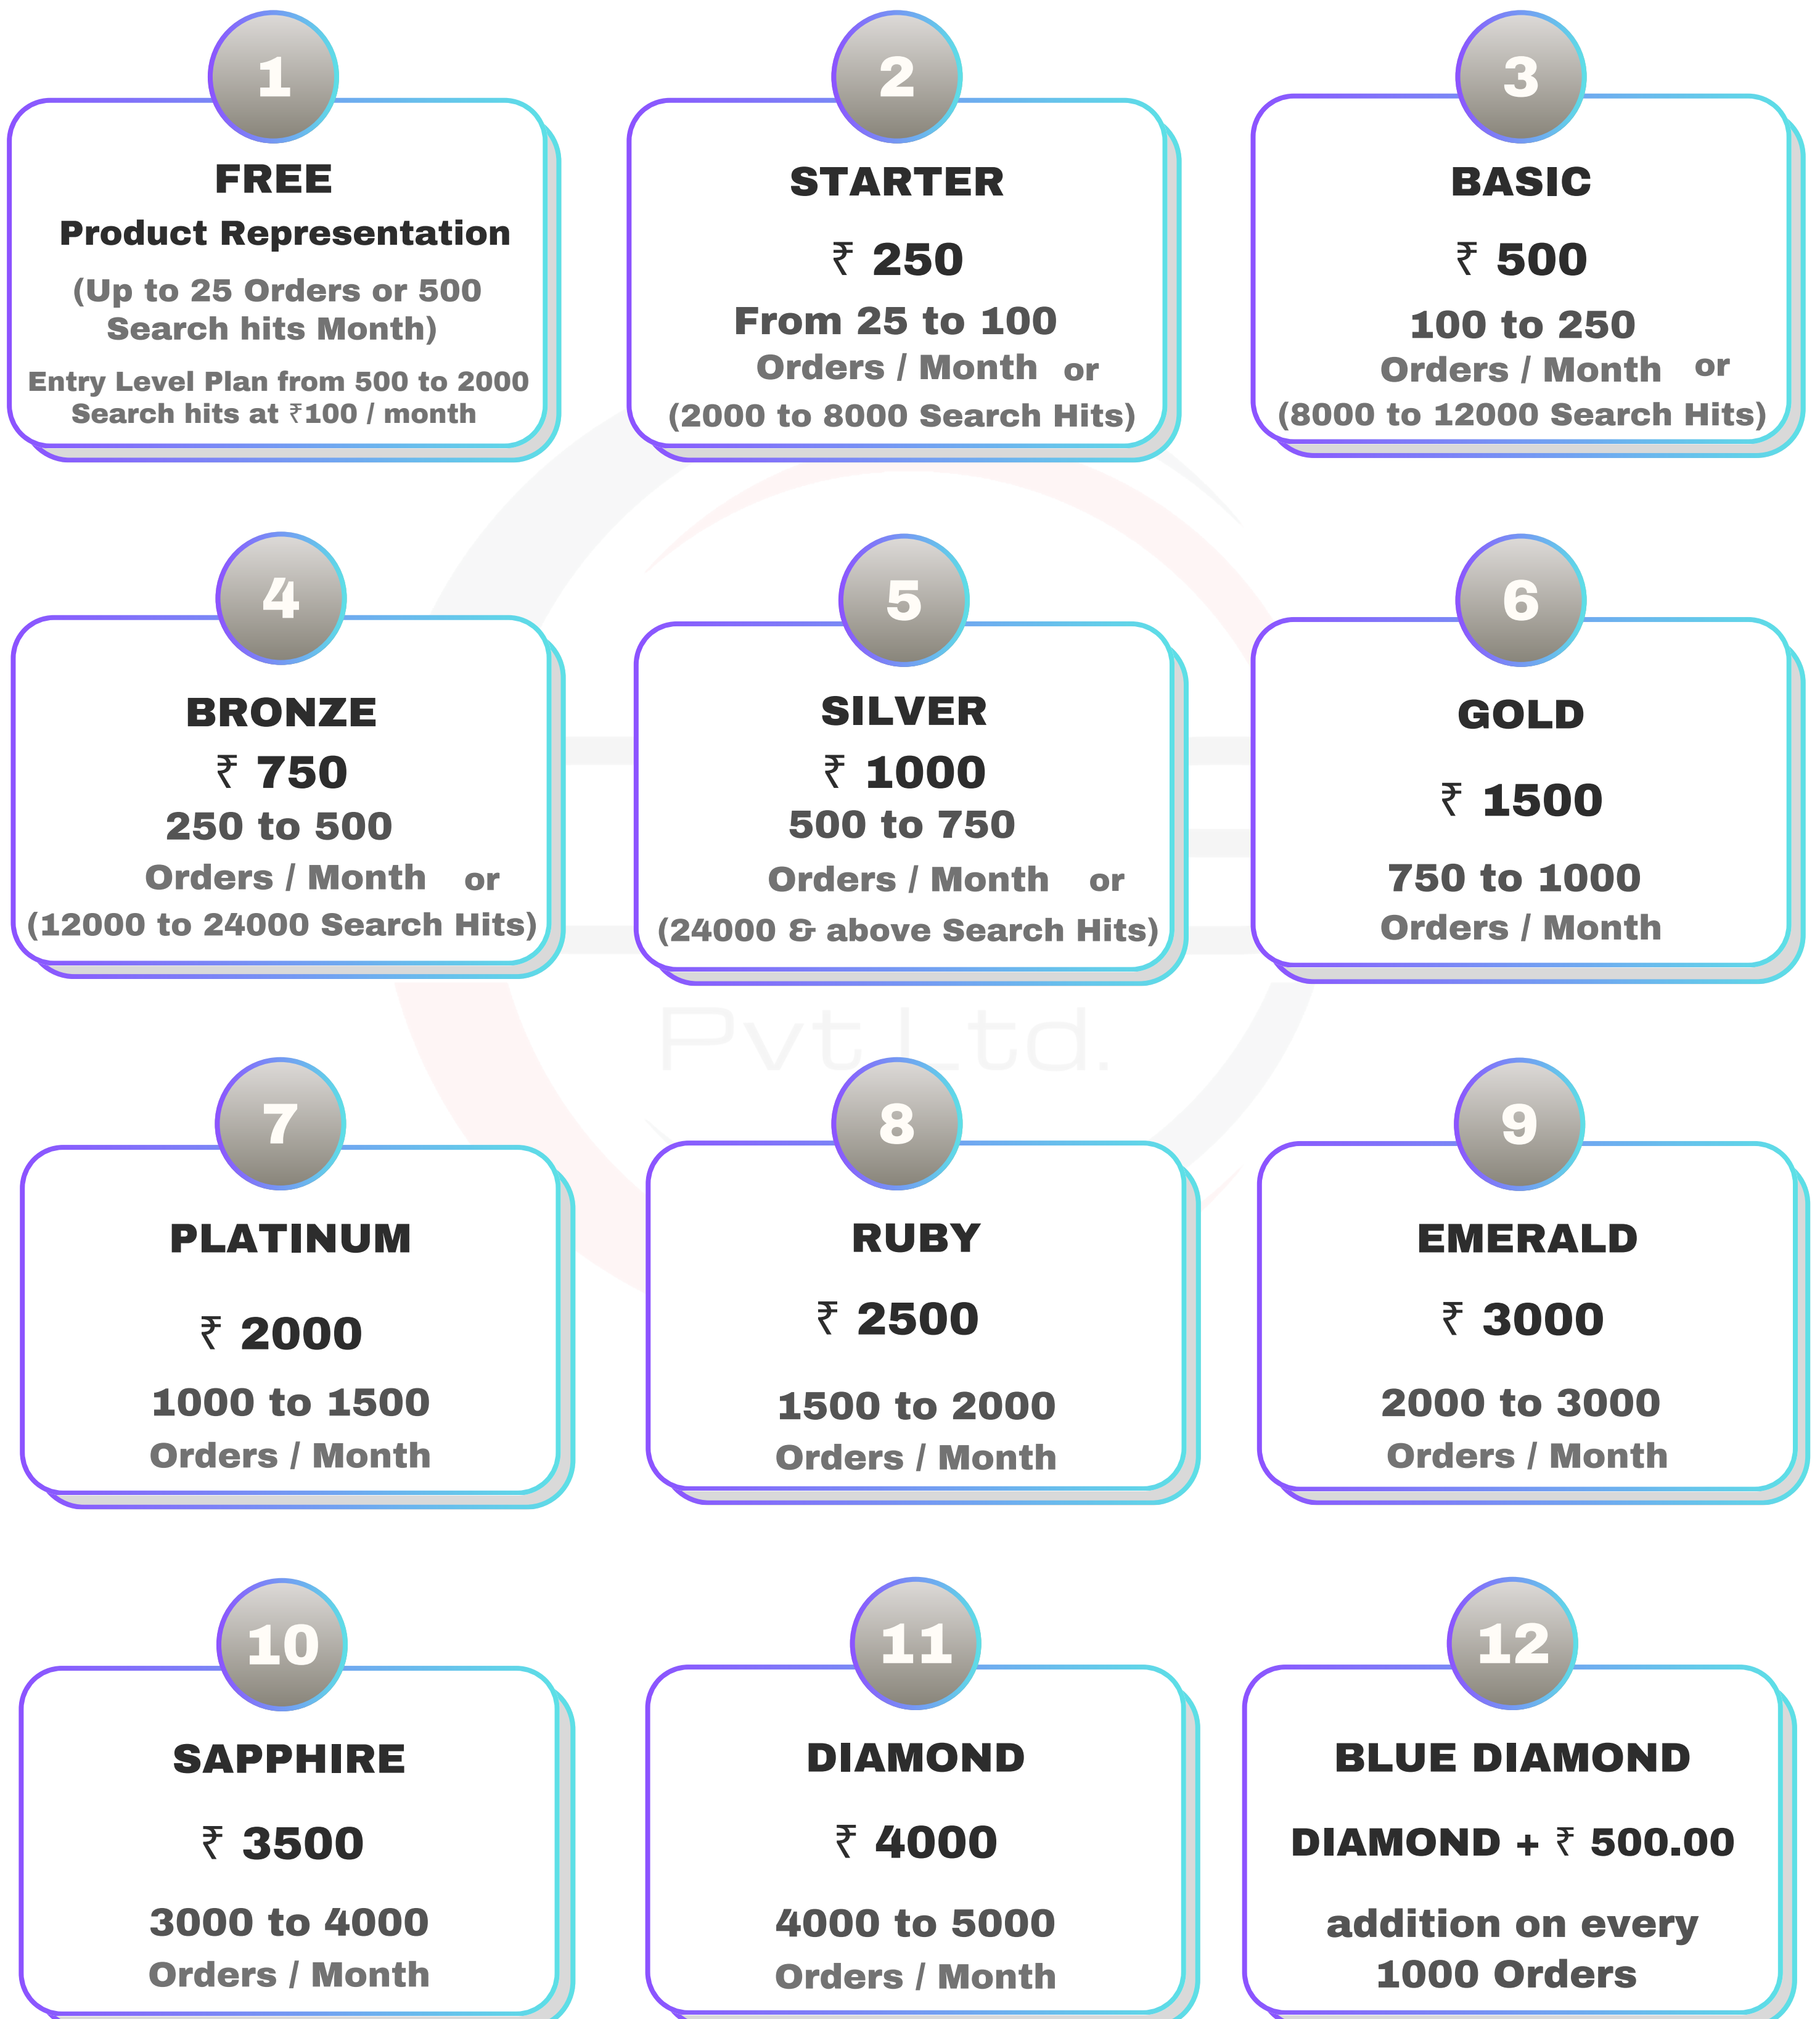 1
FREE
Product Representation
(Up to 25 Orders or 500
Search hits Month)
Entry Level Plan from 500 to 2000
Search hits at ₹100 / month
2
STARTER
₹ 250
From 25 to 100
Orders / Month or
(2000 to 8000 Search Hits)
3
BASIC
₹ 500
100 to 250
Orders / Month or
(8000 to 12000 Search Hits)
4
BRONZE
₹ 750
250 to 500
Orders / Month or
(12000 to 24000 Search Hits)
5
SILVER
₹ 1000
500 to 750
Orders / Month or
(24000 & above Search Hits)
6
GOLD
₹ 1500
750 to 1000
Orders / Month
Pvt Ltd.
7
PLATINUM
₹ 2000
1000 to 1500
Orders / Month
8
RUBY
₹ 2500
1500 to 2000
Orders / Month
9
EMERALD
₹ 3000
2000 to 3000
Orders / Month
10
SAPPHIRE
₹ 3500
3000 to 4000
Orders / Month
11
DIAMOND
₹ 4000
4000 to 5000
Orders / Month
12
BLUE DIAMOND
DIAMOND + ₹ 500.00
addition on every
1000 Orders